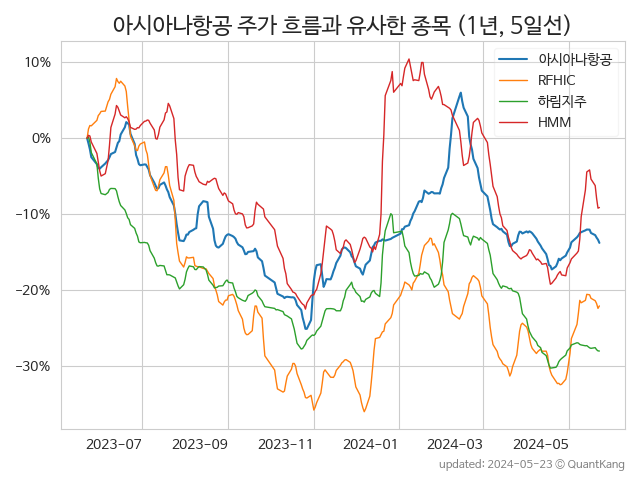 아시아나항공 주가 흐름과 유사한 종목 (1년, 5일선)
10%
0%
−10%
−20%
−30%
아시아나항공
RFHIC
하림지주
HMM
2023-07 2023-09 2023-11 2024-01 2024-03 2024-05
updated: 2024-05-23 ⓒ QuantKang